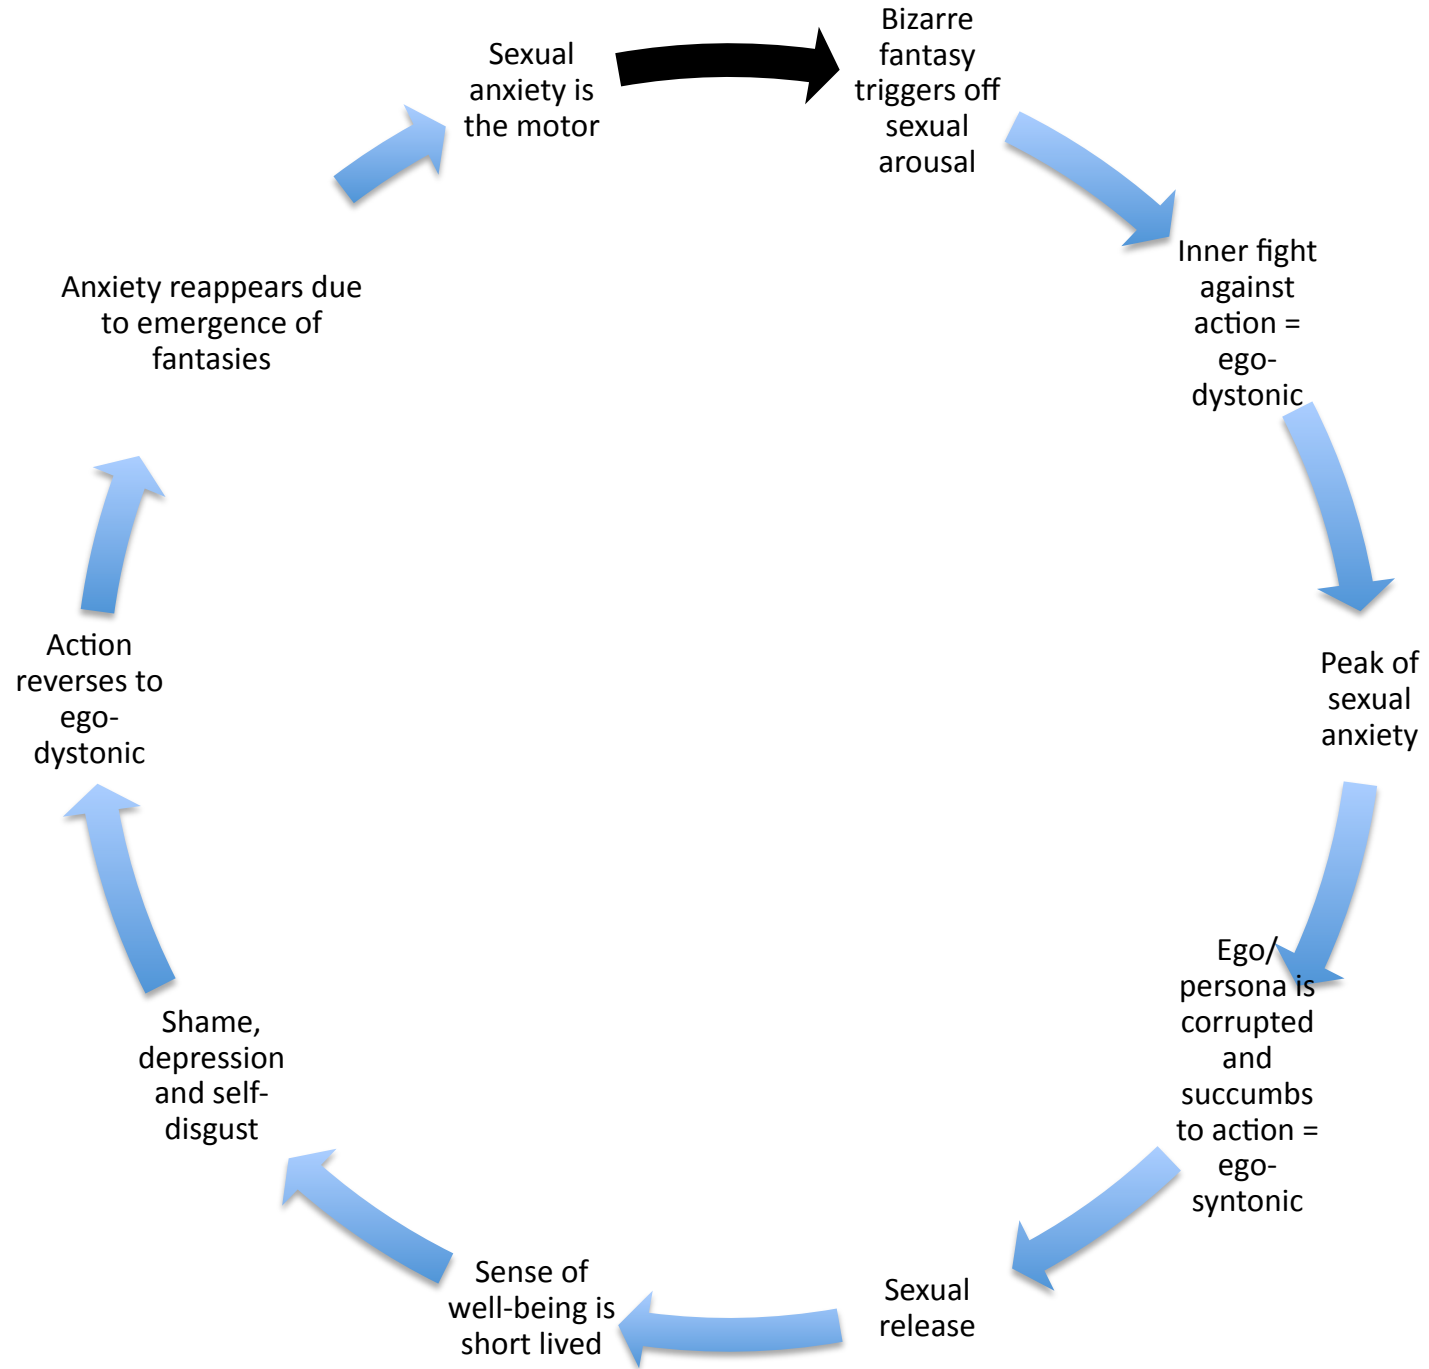 Sexual
anxiety is
the motor
Bizarre
fantasy
triggers off
sexual
arousal
Inner fight
against
action =
ego-
dystonic
Peak of
sexual
anxiety
Ego/
persona is
corrupted
and
succumbs
to action =
ego-
syntonic
Sexual
release
Sense of
well-being is
short lived
Shame,
depression
and self-
disgust
Action
reverses to
ego-
dystonic
Anxiety reappears due
to emergence of
fantasies